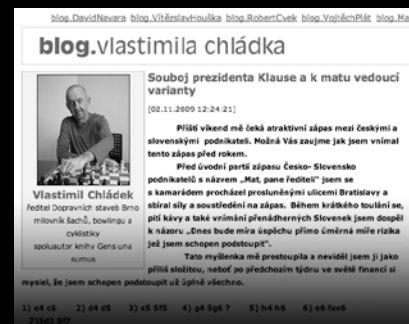 blog.DavidNavara blog.VítězslavHouška blog.RobertCvek blog.VojtěchPlát blog.Ma
blog.vlastimila chládka
Souboj prezidenta Klause a k matu vedoucí
varianty
[02.11.2009 12:24:21]
Příští víkend mě čeká atraktivní zápas mezi českými a
slovenskými podnikateli. Možná Vás zaujme jak jsem vnímal
tento zápas před rokem.
Před úvodní partií zápasu Česko- Slovensko
podnikatelů s názvem „Mat, pane řediteli" jsem se
s kamarádem procházel prosluněnými ulicemi Bratislavy a
sbíral síly a soustředění na zápas. Během krátkého toulání se,
pití kávy a také vnímání přenádherných Slovenek jsem dospěl
k názoru „Dnes bude míra úspěchu přímo úměrná míře rizika
jež jsem schopen podstoupit".
Tato myšlenka mě prostoupila a neviděl jsem ji jako
příliš složitou, neboť po předchozím týdnu ve světě financí si
myslel, že jsem schopen podstoupit už úplně všechno.
Vlastimil Chládek
ředitel Dopravních staveb Brno
milovník šachů, bowlingu a
cyklistiky
spoluautor knihy Gens una
sumus
1) e4 c6 2) d4 d5 3) e5 Sf5 4) g4 Sg6 ? 5) h4 h6 6) e6 fxe6